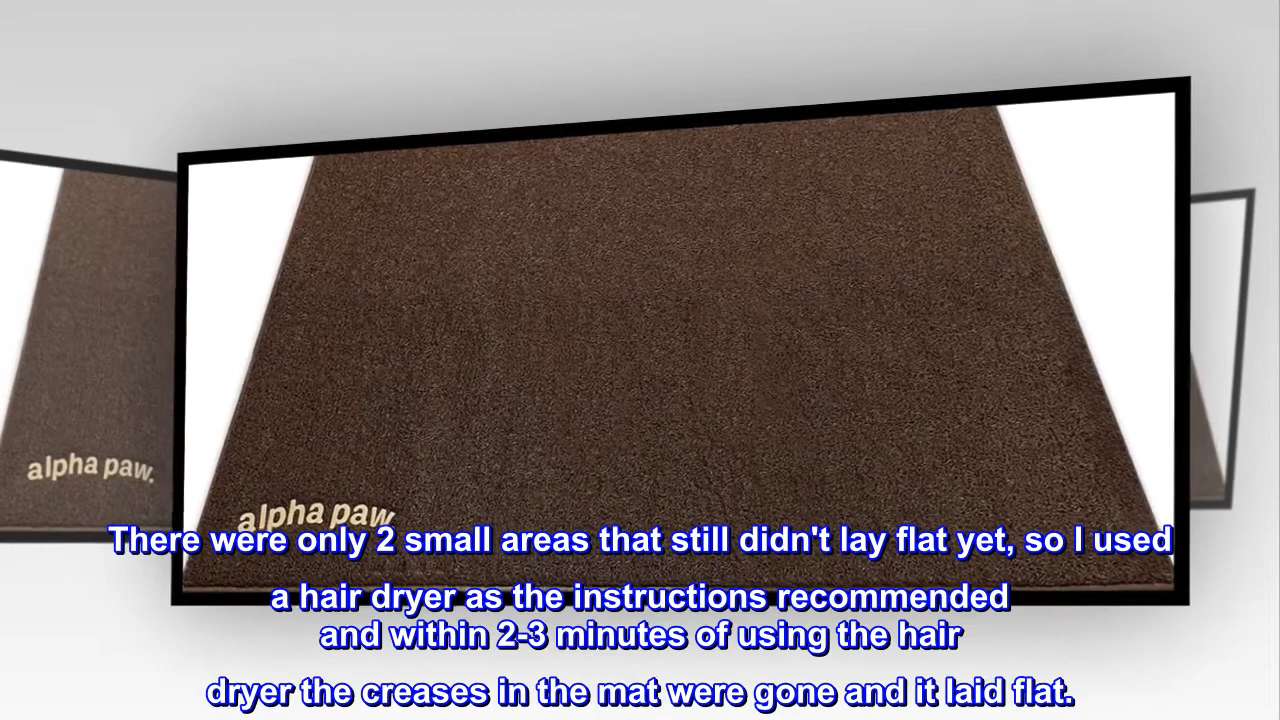 alpha paw.
alpha paw.
There were only 2 small areas that still didn't lay flat yet, so I used
a hair dryer as the instructions recommended
and within 2-3 minutes of using the hair
dryer the creases in the mat were gone and it laid flat.